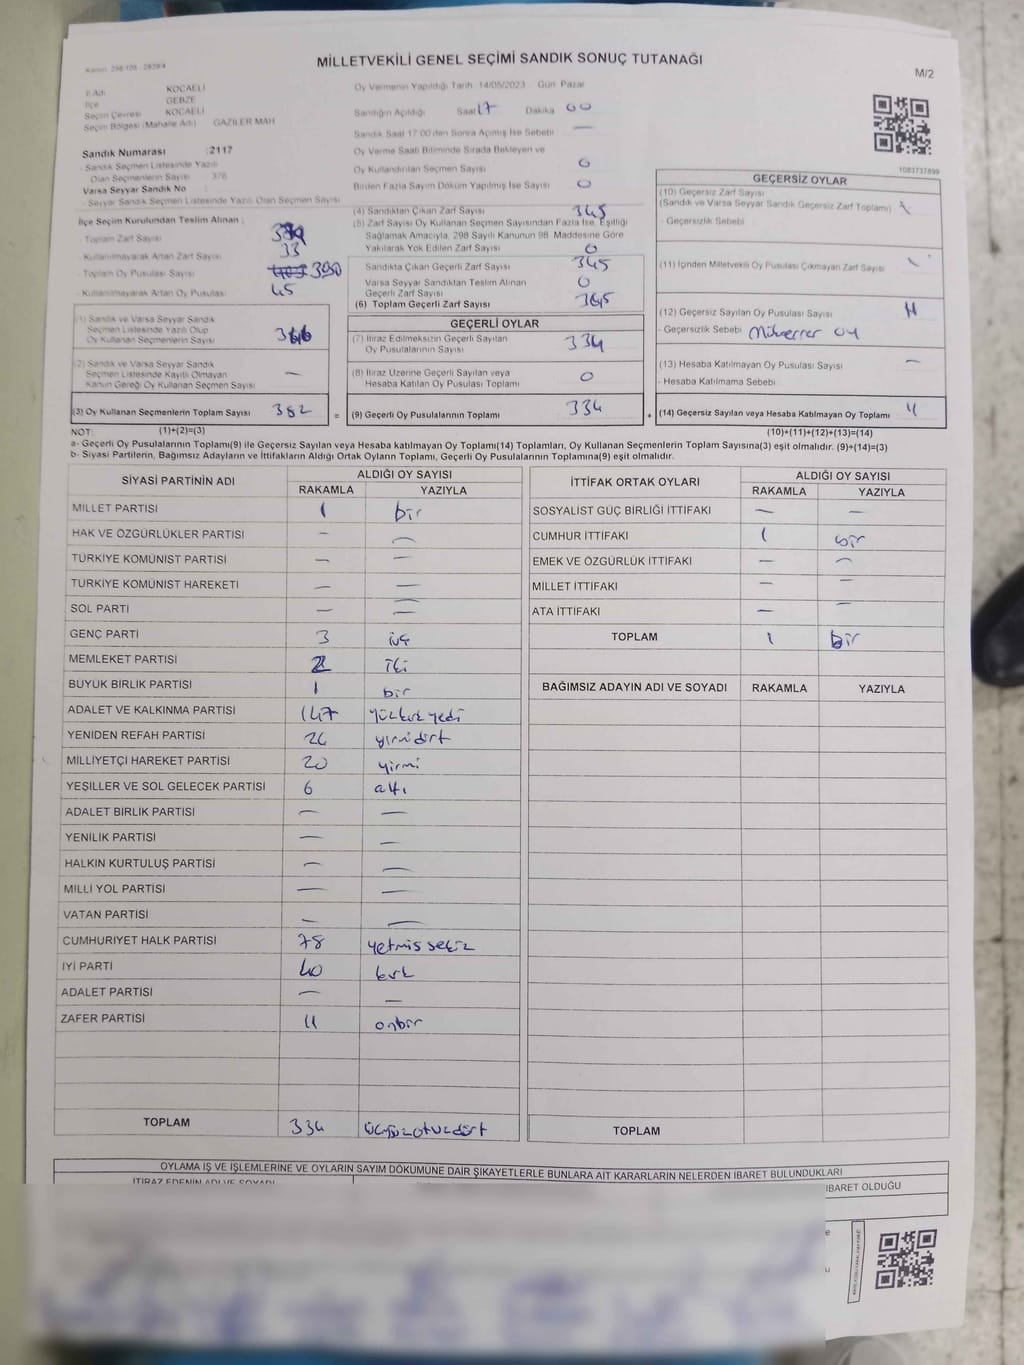 MİLLETVEKİLİ GENEL SEÇİMİ SANDIK SONUÇ TUTANAĞI
M/2
İl Adı KOCAELİ
İlçe GEBZE
Seçim Çevresi KOCAELİ
Seçim Bölgesi (Mahalle Adı) GAZİLER MAH
Sandık Numarası :2117
Sandık Seçmen Listesinde Yazılı
Olan Seçmenlerin Sayısı 376
Varsa Seyyar Sandık No :
Seyyar Sandık Seçmen Listesinde Yazılı Olan Seçmen Sayısı
İlçe Seçim Kurulundan Teslim Alınan :
- Toplam Zarf Sayısı
- Kullanılmayarak Artan Zarf Sayısı 33
- Toplam Oy Pusulası Sayısı
- Kullanılmayarak Artan Oy Pusulası 45
(1) Sandık ve Varsa Seyyar Sandık
Seçmen Listesinde Yazılı Olup
Oy Kullanan Seçmenlerin Sayısı
(2) Sandık ve Varsa Seyyar Sandık
Seçmen Listesinde Kayıtlı Olmayan
Kanun Gereği Oy Kullanan Seçmen Sayısı —
(3) Oy Kullanan Seçmenlerin Toplam Sayısı 382 =
Oy Vermenin Yapıldığı Tarih 14/05/2023 Gün Pazar
Sandığın Açıldığı Saat 17 Dakika 00
Sandık Saat 17:00'den Sonra Açılmış İse Sebebi —
Oy Verme Saati Bitiminde Sırada Bekleyen ve
Oy Kullandırılan Seçmen Sayısı 0
Birden Fazla Sayım Döküm Yapılmış İse Sayısı 0
(4) Sandıktan Çıkan Zarf Sayısı 345
(5) Zarf Sayısı Oy Kullanan Seçmen Sayısından Fazla İse, Eşitliği
Sağlamak Amacıyla, 298 Sayılı Kanunun 98. Maddesine Göre
Yakılarak Yok Edilen Zarf Sayısı 0
Sandıkta Çıkan Geçerli Zarf Sayısı 345
Varsa Seyyar Sandıktan Teslim Alınan
Geçerli Zarf Sayısı 0
(6) Toplam Geçerli Zarf Sayısı 345
GEÇERLİ OYLAR
(7) İtiraz Edilmeksizin Geçerli Sayılan
Oy Pusulalarının Sayısı 334
(8) İtiraz Üzerine Geçerli Sayılan veya
Hesaba Katılan Oy Pusulası Toplamı 0
(9) Geçerli Oy Pusulalarının Toplamı 334 +
1083737899
GEÇERSİZ OYLAR
(10) Geçersiz Zarf Sayısı
(Sandık ve Varsa Seyyar Sandık Geçersiz Zarf Toplamı)
- Geçersizlik Sebebi
(11) İçinden Milletvekili Oy Pusulası Çıkmayan Zarf Sayısı
(12) Geçersiz Sayılan Oy Pusulası Sayısı 11
- Geçersizlik Sebebi Mükerrer oy
(13) Hesaba Katılmayan Oy Pusulası Sayısı —
- Hesaba Katılmama Sebebi
(14) Geçersiz Sayılan veya Hesaba Katılmayan Oy Toplamı 11
NOT: (1)+(2)=(3) (10)+(11)+(12)+(13)=(14)
a- Geçerli Oy Pusulalarının Toplamı(9) ile Geçersiz Sayılan veya Hesaba katılmayan Oy Toplamı(14) Toplamları, Oy Kullanan Seçmenlerin Toplam Sayısına(3) eşit olmalıdır. (9)+(14)=(3)
b- Siyasi Partilerin, Bağımsız Adayların ve İttifakların Aldığı Ortak Oyların Toplamı, Geçerli Oy Pusulalarının Toplamına(9) eşit olmalıdır.
SİYASİ PARTİNİN ADI ALDIĞI OY SAYISI
RAKAMLA YAZIYLA
MİLLET PARTİSİ 1 bir
HAK VE ÖZGÜRLÜKLER PARTİSİ — —
TÜRKİYE KOMÜNİST PARTİSİ — —
TÜRKİYE KOMÜNİST HAREKETİ — —
SOL PARTİ — —
GENÇ PARTİ 3 üç
MEMLEKET PARTİSİ 2 iki
BÜYÜK BİRLİK PARTİSİ 1 bir
ADALET VE KALKINMA PARTİSİ 147 yüzkırkyedi
YENİDEN REFAH PARTİSİ 24 yirmidört
MİLLİYETÇİ HAREKET PARTİSİ 20 yirmi
YEŞİLLER VE SOL GELECEK PARTİSİ 6 altı
ADALET BİRLİK PARTİSİ — —
YENİLİK PARTİSİ — —
HALKIN KURTULUŞ PARTİSİ — —
MİLLİ YOL PARTİSİ — —
VATAN PARTİSİ — —
CUMHURİYET HALK PARTİSİ 78 yetmişsekiz
İYİ PARTİ 40 kırk
ADALET PARTİSİ — —
ZAFER PARTİSİ 11 onbir
TOPLAM 334 üçyüzotuzdört
İTTİFAK ORTAK OYLARI ALDIĞI OY SAYISI
RAKAMLA YAZIYLA
SOSYALİST GÜÇ BİRLİĞİ İTTİFAKI — —
CUMHUR İTTİFAKI 1 bir
EMEK VE ÖZGÜRLÜK İTTİFAKI — —
MİLLET İTTİFAKI — —
ATA İTTİFAKI — —
TOPLAM 1 bir
BAĞIMSIZ ADAYIN ADI VE SOYADI RAKAMLA YAZIYLA
TOPLAM
OYLAMA İŞ VE İŞLEMLERİNE VE OYLARIN SAYIM DÖKÜMÜNE DAİR ŞİKAYETLERLE BUNLARA AİT KARARLARIN NELERDEN İBARET BULUNDUKLARI
İTİRAZ EDENİN ADI VE SOYADI
İBARET OLDUĞU